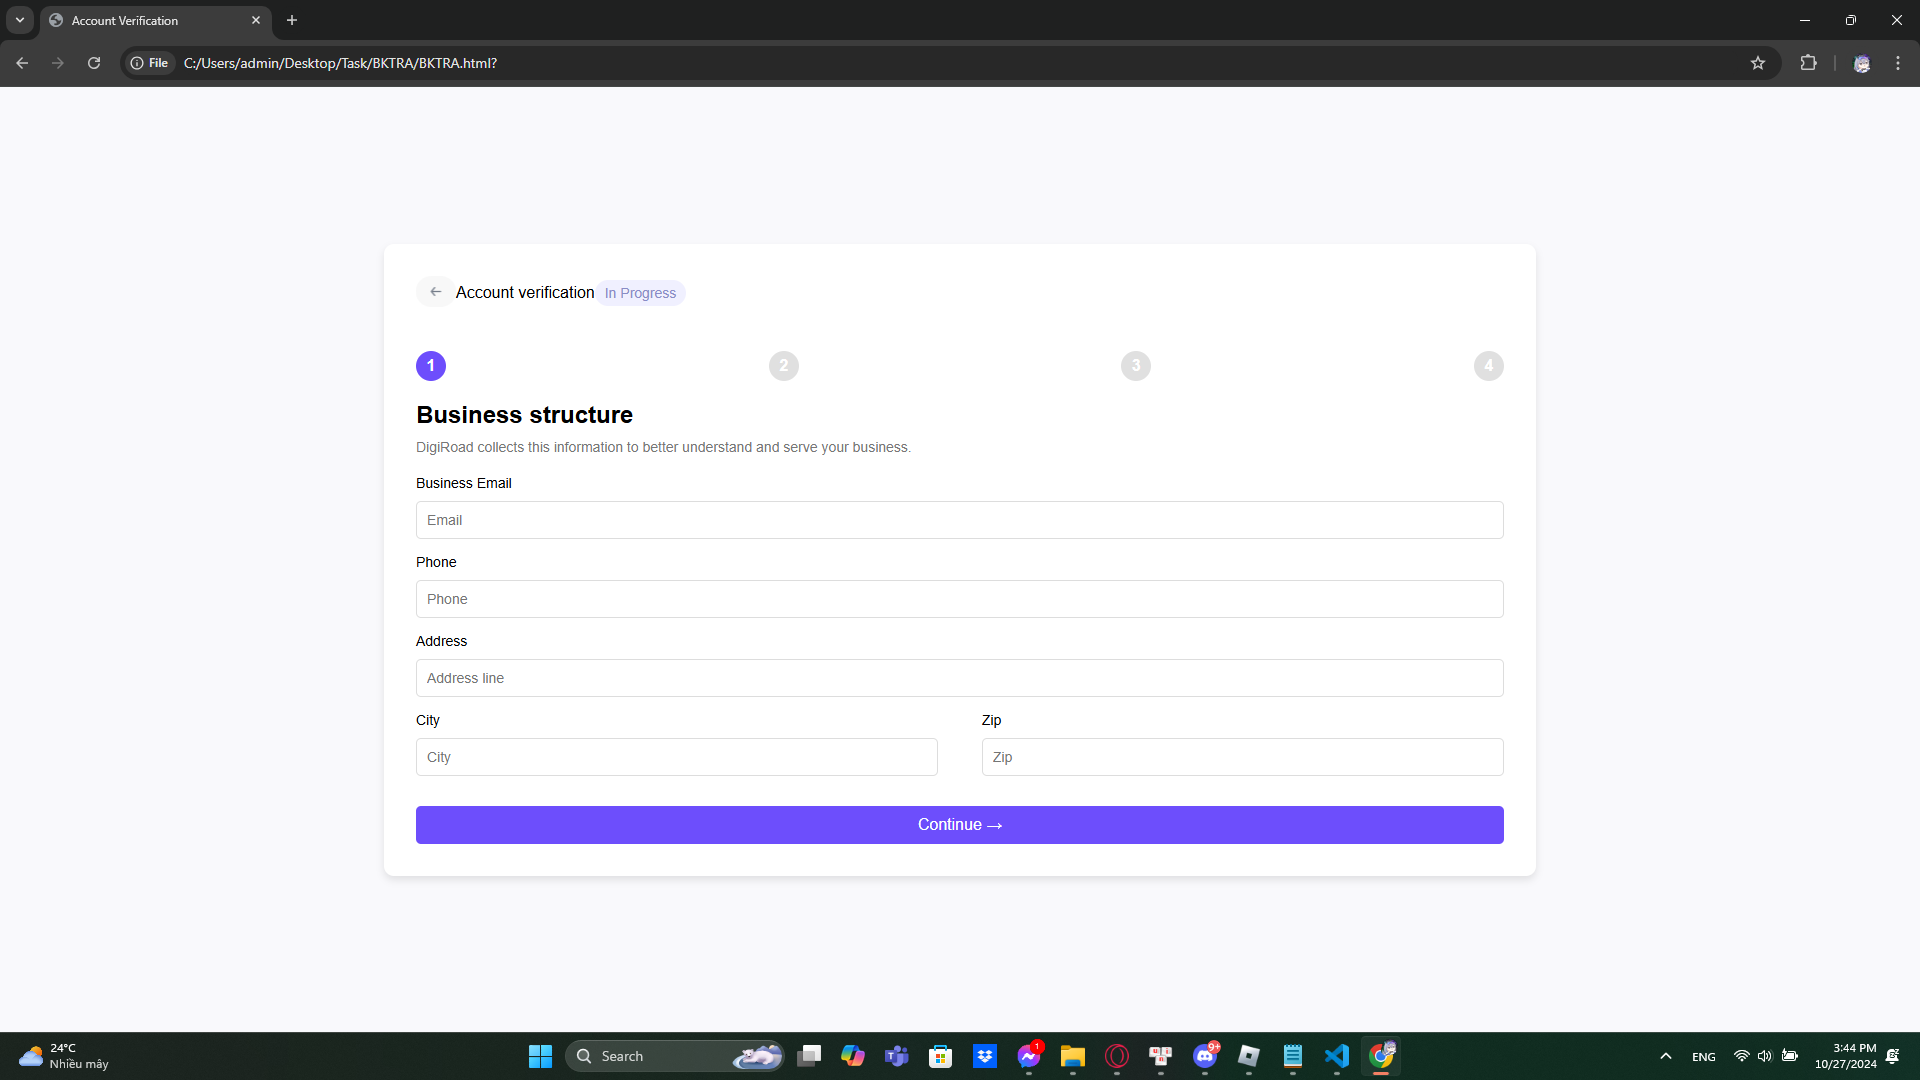 Account Verification
File
C:/Users/admin/Desktop/Task/BKTRA/BKTRA.html?
Account verification In Progress
1 2 3 4
Business structure
DigiRoad collects this information to better understand and serve your business.
Business Email
Email
Phone
Phone
Address
Address line
City Zip
City Zip
Continue →
24°C
Nhiều mây
Search
1
9+
ENG
3:44 PM
10/27/2024